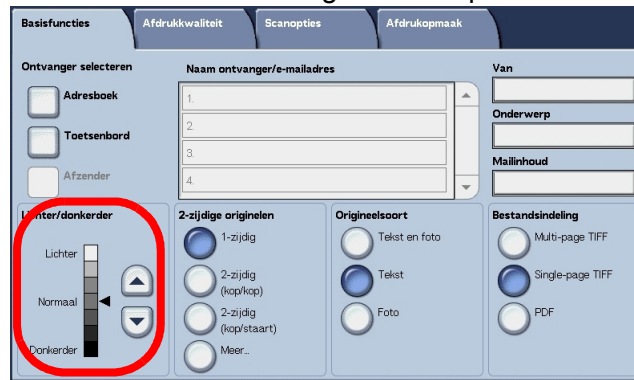 Basisfuncties
Afdrukkwaliteit
Scanopties
Afdrukopmaak
Ontvanger selecteren
Naam ontvanger/e-mailadres
Van
Adresboek
1.
Onderwerp
Toetsenbord
2.
3.
Mailinhoud
Afzender
4.
Lichter/donkerder
2-zijdige originelen
Origineelsoort
Bestandsindeling
Lichter
1-zijdig
Tekst en foto
Multi-page TIFF
Normaal
2-zijdig
(kop/kop)
Tekst
Single-page TIFF
2-zijdig
(kop/staart)
Foto
PDF
Donkerder
Meer...